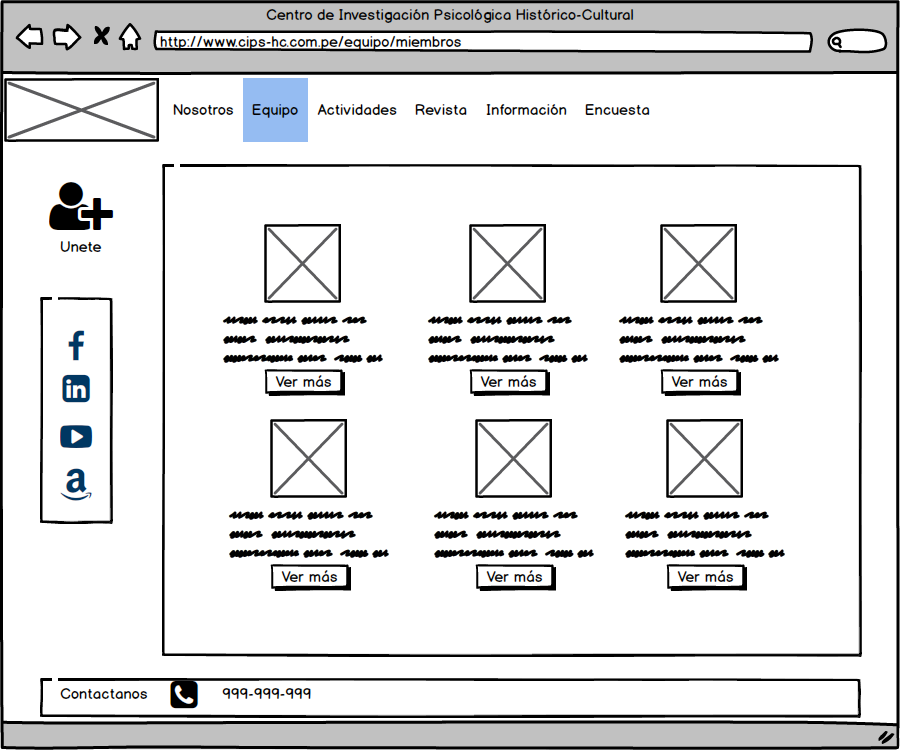 Centro de Investigación Psicológica Histórico-Cultural
http://www.cips-hc.com.pe/equipo/miembros
Nosotros Equipo Actividades Revista Información Encuesta
Unete
Ver más Ver más Ver más
Ver más Ver más Ver más
Contactanos 999-999-999